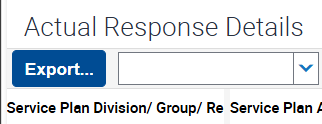 Actual Response Details
Export...
Service Plan Division/ Group/ Re Service Plan A